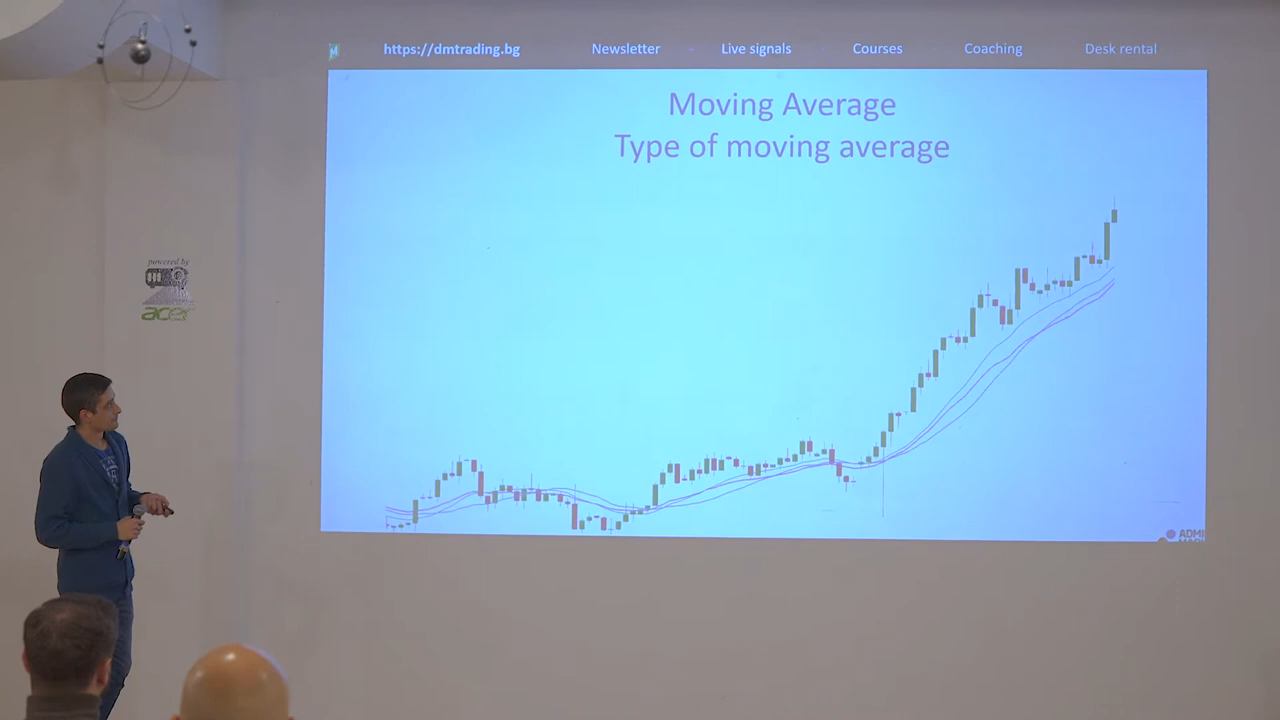 https://dmtrading.bg Newsletter - Live signals Courses Coaching Desk rental
Moving Average
Type of moving average
powered by
acer
ADMI